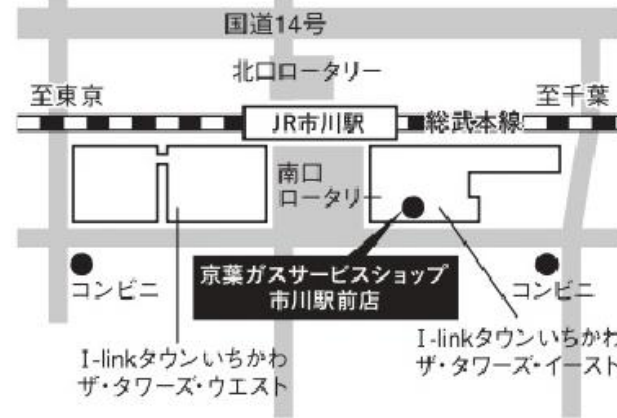 国道14号
北口ロータリー
至東京
至千葉
JR市川駅
総武本線
南口
ロータリー
京葉ガスサービスショップ
市川駅前店
コンビニ
コンビニ
I-linkタウンいちかわ
ザ・タワーズ・ウエスト
I-linkタウンいちかわ
ザ・タワーズ・イースト